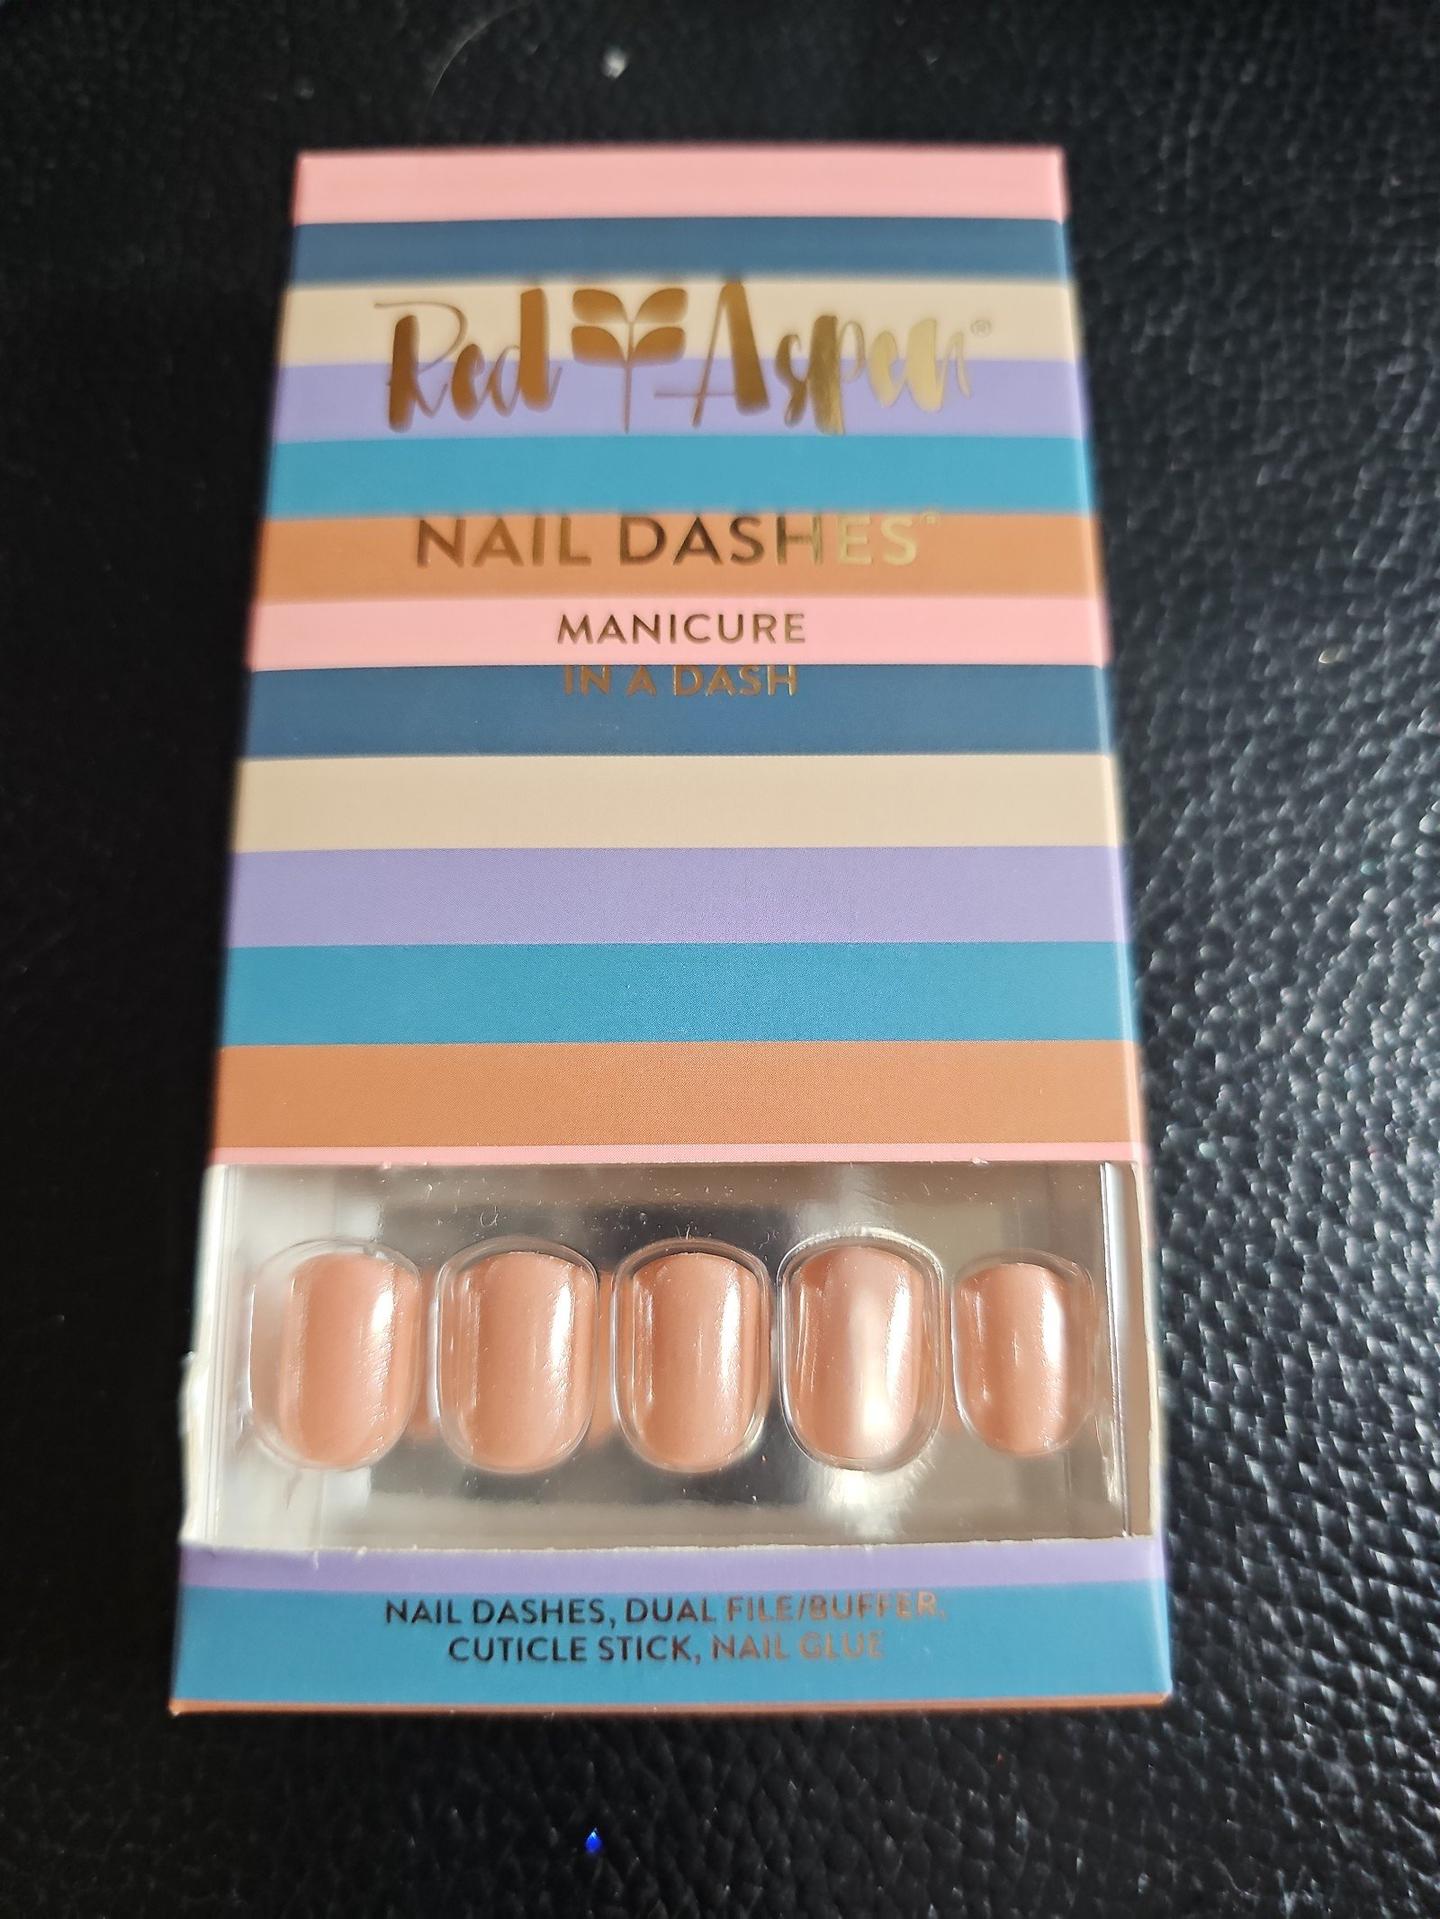 Red Aspen®
NAIL DASHES®
MANICURE
IN A DASH
NAIL DASHES, DUAL FILE/BUFFER,
CUTICLE STICK, NAIL GLUE